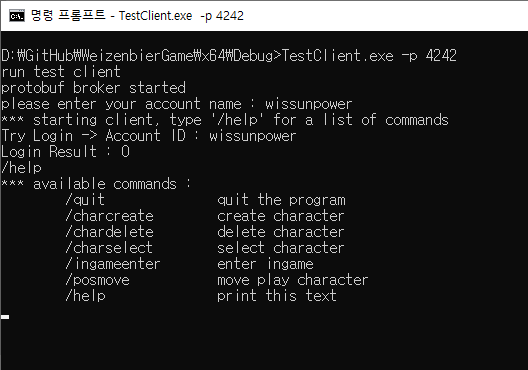 명령 프롬프트 - TestClient.exe -p 4242
D:₩GitHub₩WeizenbierGame₩x64₩Debug>TestClient.exe -p 4242
run test client
protobuf broker started
please enter your account name : wissunpower
*** starting client, type '/help' for a list of commands
Try Login -> Account ID : wissunpower
Login Result : 0
/help
*** available commands :
/quit quit the program
/charcreate create character
/chardelete delete character
/charselect select character
/ingameenter enter ingame
/posmove move play character
/help print this text